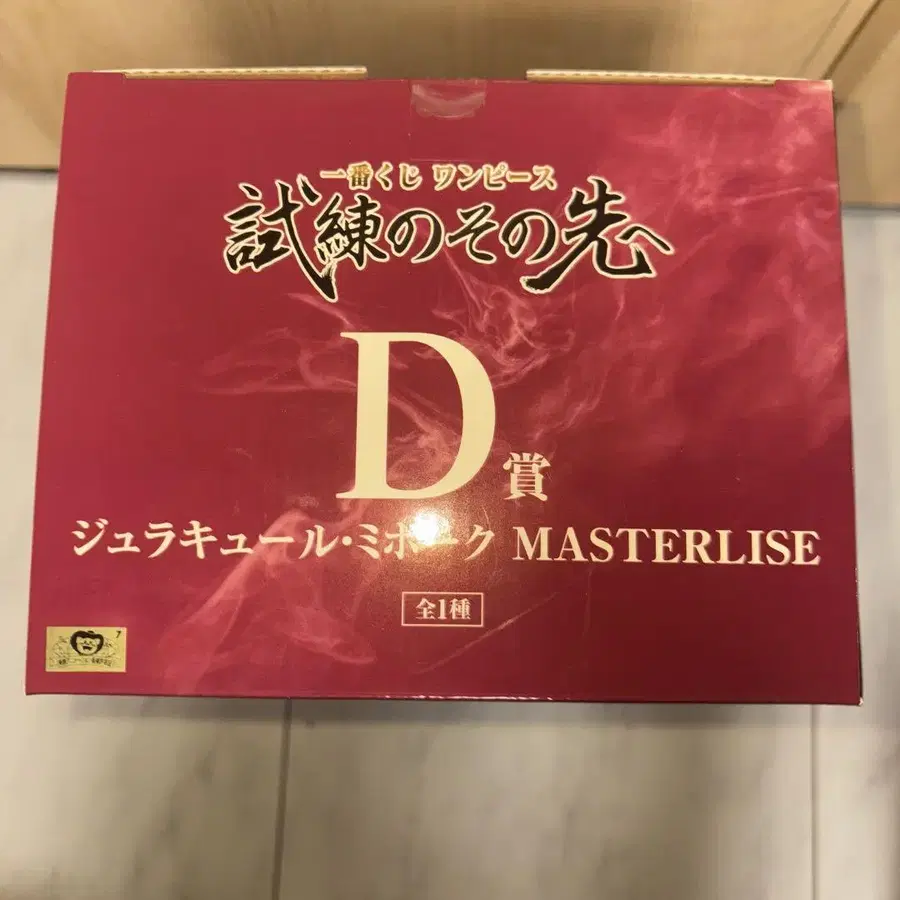 一番くじ ワンピース
試練のその先へ
D賞
ジュラキュール・ミホーク MASTERLISE
全1種
7